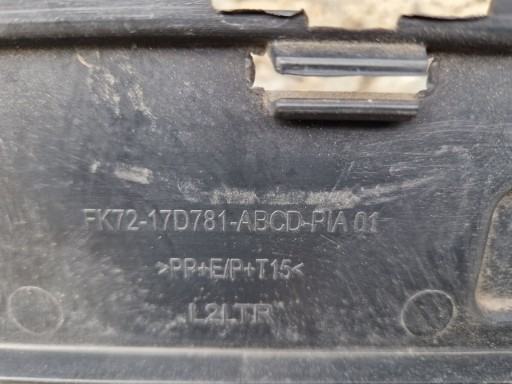 FK72-17D781-ABCD-PIA 01
>PP+E/P+T15<
L2LTR